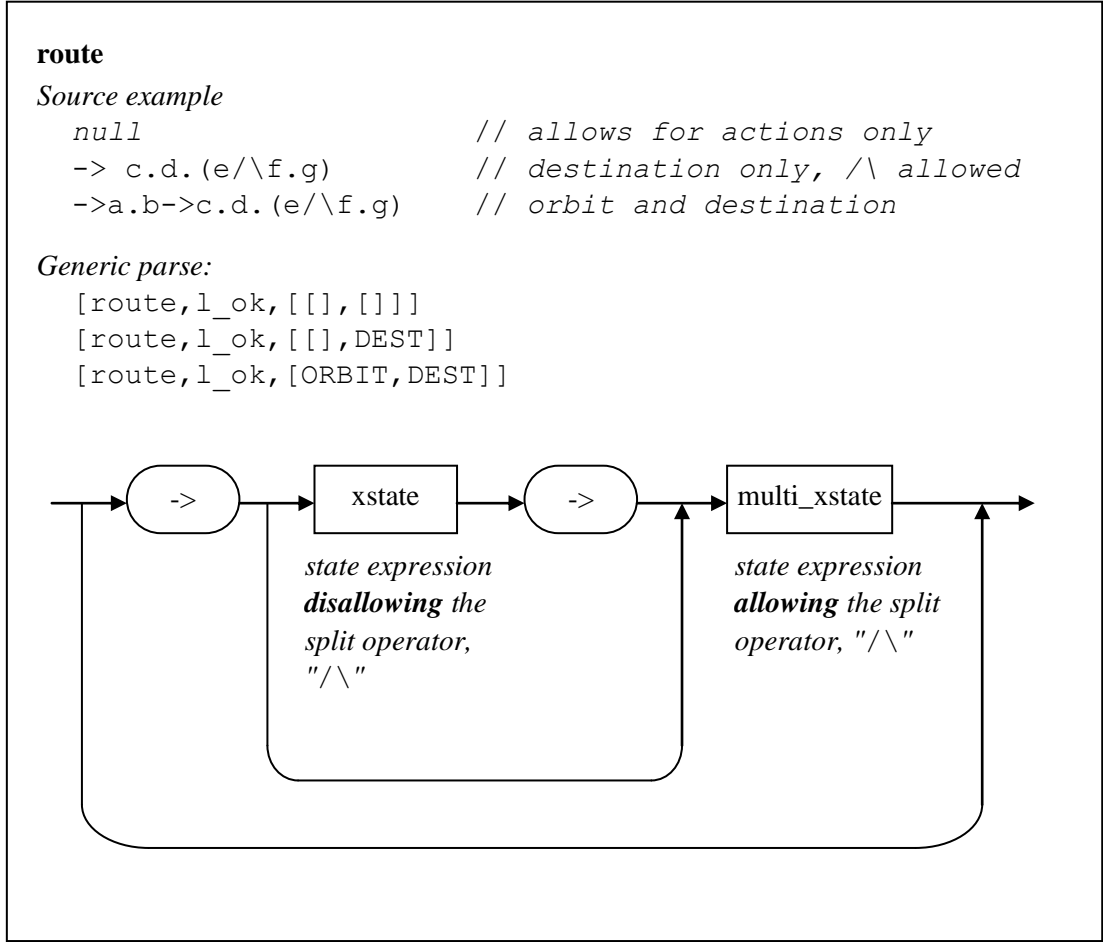 route
Source example
null // allows for actions only
-> c.d.(e/\f.g) // destination only, /\ allowed
->a.b->c.d.(e/\f.g) // orbit and destination
Generic parse:
[route,l_ok,[[],[]]]
[route,l_ok,[[],DEST]]
[route,l_ok,[ORBIT,DEST]]
-> xstate -> multi_xstate
state expression
disallowing the
split operator,
"/\"
state expression
allowing the split
operator, "/\"